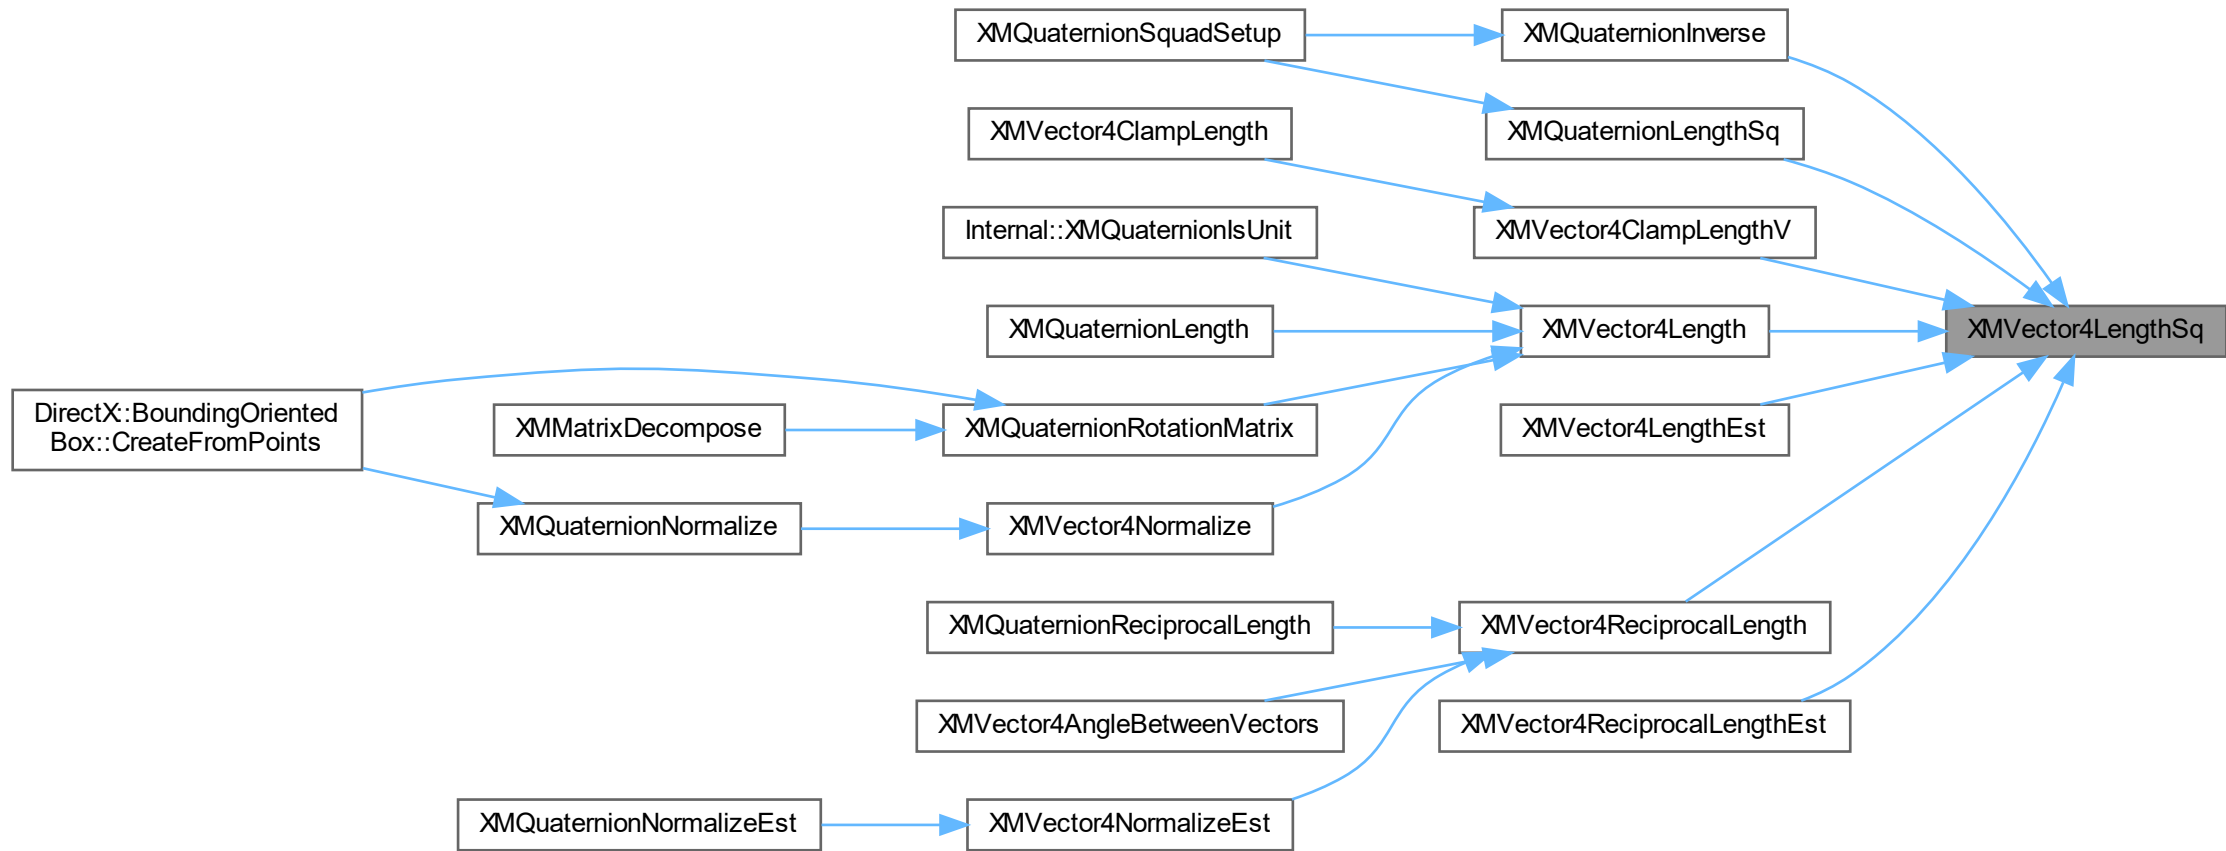 XMQuaternionSquadSetup
XMQuaternionInverse
XMVector4ClampLength
XMQuaternionLengthSq
Internal::XMQuaternionIsUnit
XMVector4ClampLengthV
XMQuaternionLength
XMVector4Length
XMVector4LengthSq
DirectX::BoundingOriented
Box::CreateFromPoints
XMMatrixDecompose
XMQuaternionRotationMatrix
XMVector4LengthEst
XMQuaternionNormalize
XMVector4Normalize
XMQuaternionReciprocalLength
XMVector4ReciprocalLength
XMVector4AngleBetweenVectors
XMVector4ReciprocalLengthEst
XMQuaternionNormalizeEst
XMVector4NormalizeEst